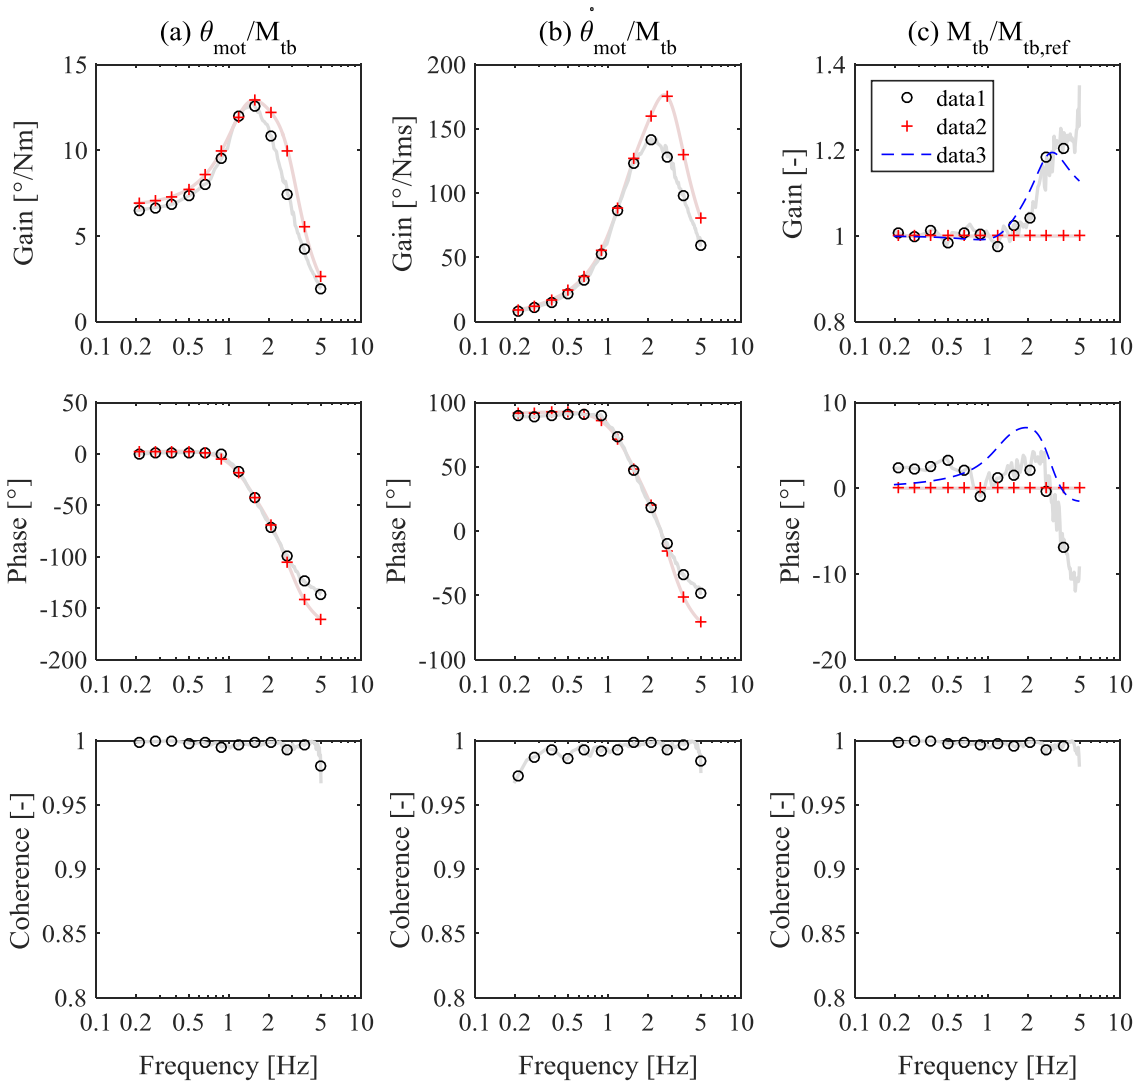 (a) θmot/Mtb
(b) θ̇mot/Mtb
(c) Mtb/Mtb,ref
Gain [°/Nm]
15
10
5
0
0.1 0.2 0.5 1 2 5 10
Gain [°/Nms]
200
150
100
50
0
0.1 0.2 0.5 1 2 5 10
Gain [-]
1.4
1.2
1
0.8
data1
data2
data3
0.1 0.2 0.5 1 2 5 10
Phase [°]
50
0
-50
-100
-150
-200
0.1 0.2 0.5 1 2 5 10
Phase [°]
100
50
0
-50
-100
0.1 0.2 0.5 1 2 5 10
Phase [°]
10
0
-10
-20
0.1 0.2 0.5 1 2 5 10
Coherence [-]
1
0.95
0.9
0.85
0.8
0.1 0.2 0.5 1 2 5 10
Frequency [Hz]
Coherence [-]
1
0.95
0.9
0.85
0.8
0.1 0.2 0.5 1 2 5 10
Frequency [Hz]
Coherence [-]
1
0.95
0.9
0.85
0.8
0.1 0.2 0.5 1 2 5 10
Frequency [Hz]